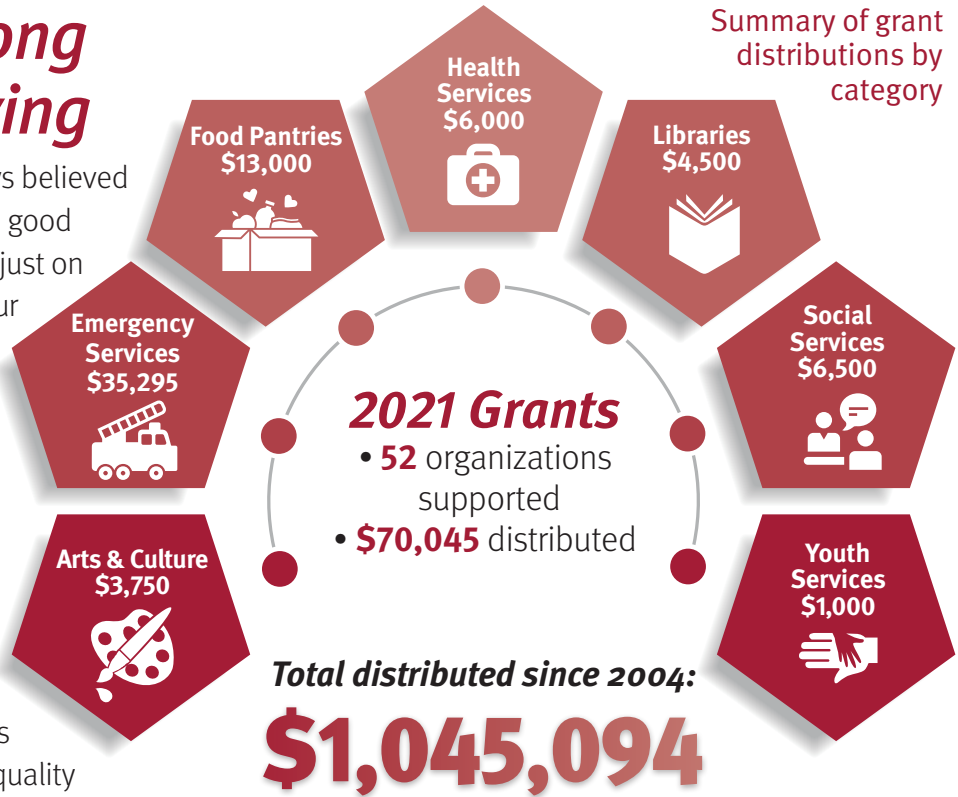 ong
ving
s believed
good
just on
ur
s
quality
Summary of grant
distributions by
category
Health
Services
$6,000
Food Pantries
$13,000
Libraries
$4,500
Emergency
Services
$35,295
Social
Services
$6,500
Arts & Culture
$3,750
Youth
Services
$1,000
2021 Grants
• 52 organizations
supported
• $70,045 distributed
Total distributed since 2004:
$1,045,094